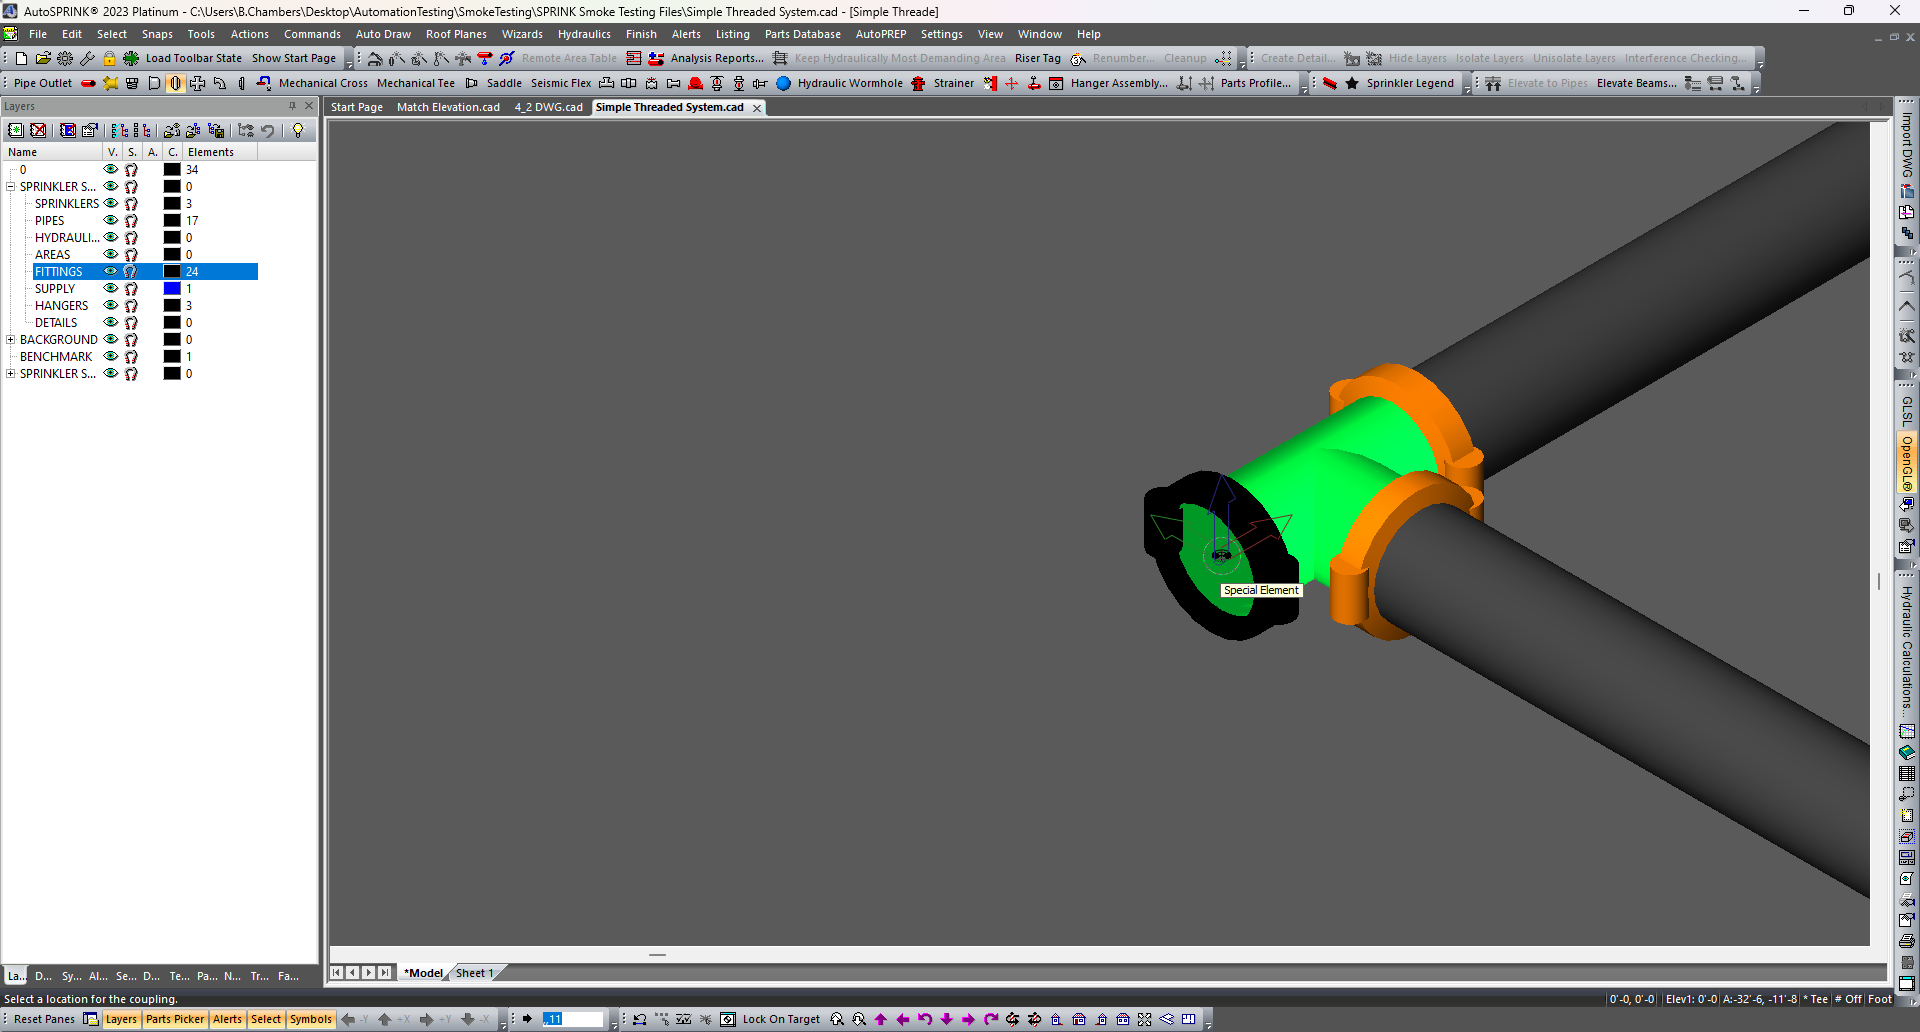 AutoSPRINK® 2023 Platinum - C:\Users\B.Chambers\Desktop\AutomationTesting\SmokeTesting\SPRINK Smoke Testing Files\Simple Threaded System.cad - [Simple Threade]
File Edit Select Snaps Tools Actions Commands Auto Draw Roof Planes Wizards Hydraulics Finish Alerts Listing Parts Database AutoPREP Settings View Window Help
Load Toolbar State Show Start Page Remote Area Table Analysis Reports... Keep Hydraulically Most Demanding Area Riser Tag Renumber... Cleanup Create Detail... Hide Layers Isolate Layers Unisolate Layers Interference Checking...
Pipe Outlet Mechanical Cross Mechanical Tee Saddle Seismic Flex Hydraulic Wormhole Strainer Hanger Assembly... Parts Profile... Sprinkler Legend Elevate to Pipes Elevate Beams...
Layers
Start Page Match Elevation.cad 4_2 DWG.cad Simple Threaded System.cad
Name V. S. A. C. Elements
0 34
SPRINKLER S... 0
SPRINKLERS 3
PIPES 17
HYDRAULI... 0
AREAS 0
FITTINGS 24
SUPPLY 1
HANGERS 3
DETAILS 0
BACKGROUND 0
BENCHMARK 1
SPRINKLER S... 0
Special Element
Import DWG
GLSL
OpenGL®
Hydraulic Calculations...
La... D... Sy... Al... Se... D... Te... Pa... N... Tr... Fa...
*Model Sheet 1
Select a location for the coupling.
0'-0, 0'-0 Elev1: 0'-0 A:-32'-6, -11'-8 * Tee # Off Foot
Reset Panes Layers Parts Picker Alerts Select Symbols -Y +X +Y -X ,,11 Lock On Target